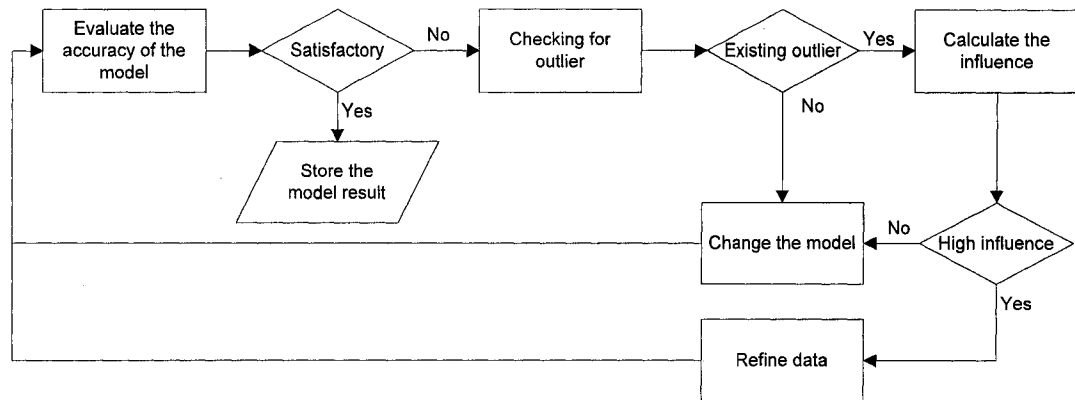 Evaluate the
accuracy of the
model
Satisfactory
No
Checking for
outlier
Existing outlier
Yes
Calculate the
influence
Yes
No
Store the
model result
Change the model
No
High influence
Yes
Refine data